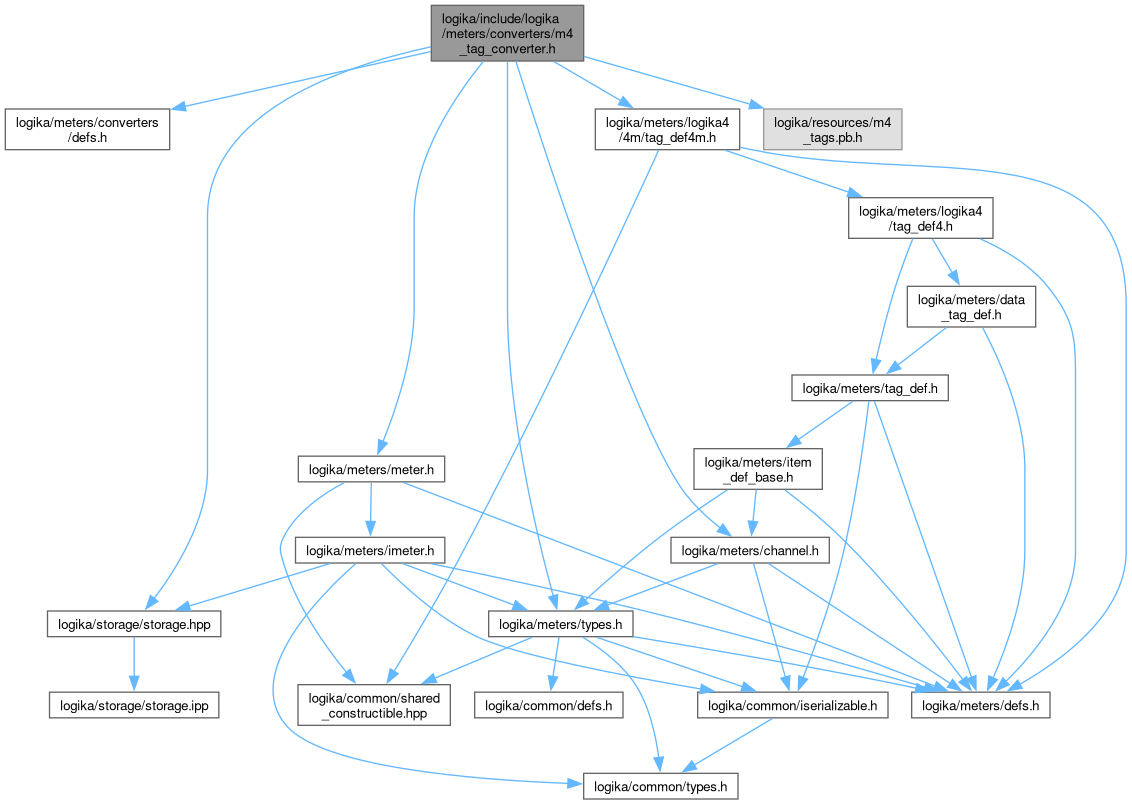 logika/include/logika
/meters/converters/m4
_tag_converter.h
logika/meters/converters
/defs.h
logika/meters/logika4
/4m/tag_def4m.h
logika/resources/m4
_tags.pb.h
logika/meters/logika4
/tag_def4.h
logika/meters/data
_tag_def.h
logika/meters/tag_def.h
logika/meters/meter.h
logika/meters/item
_def_base.h
logika/meters/imeter.h
logika/meters/channel.h
logika/storage/storage.hpp
logika/meters/types.h
logika/storage/storage.ipp
logika/common/shared
_constructible.hpp
logika/common/defs.h
logika/common/iserializable.h
logika/meters/defs.h
logika/common/types.h